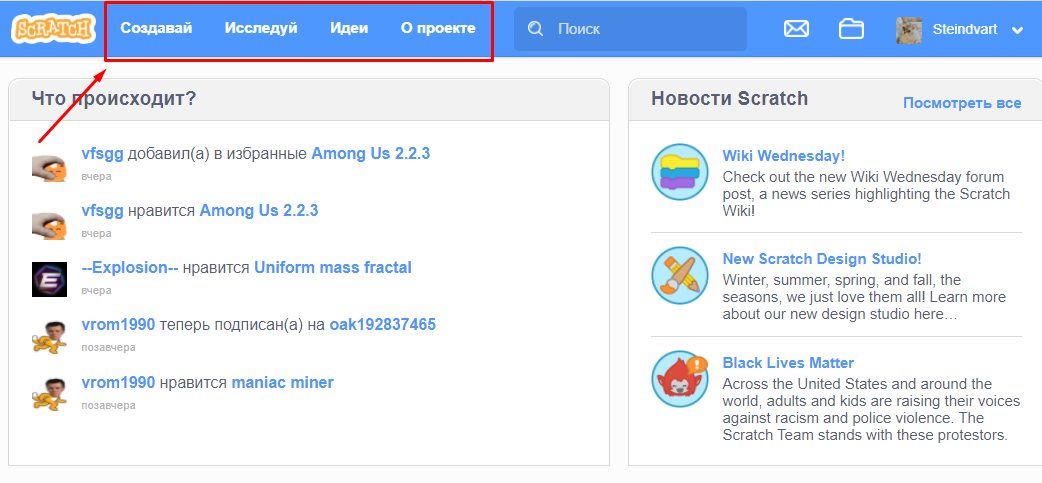 SCRATCH Создавай Исследуй Идеи О проекте Поиск Steindvart
Что происходит?
vfsgg добавил(а) в избранные Among Us 2.2.3
вчера
vfsgg нравится Among Us 2.2.3
вчера
--Explosion-- нравится Uniform mass fractal
вчера
vrom1990 теперь подписан(а) на oak192837465
позавчера
vrom1990 нравится maniac miner
позавчера
Новости Scratch Посмотреть все
Wiki Wednesday!
Check out the new Wiki Wednesday forum
post, a news series highlighting the Scratch
Wiki!
New Scratch Design Studio!
Winter, summer, spring, and fall, the
seasons, we just love them all! Learn more
about our new design studio here…
Black Lives Matter
Across the United States and around the
world, adults and kids are raising their voices
against racism and police violence. The
Scratch Team stands with these protestors.